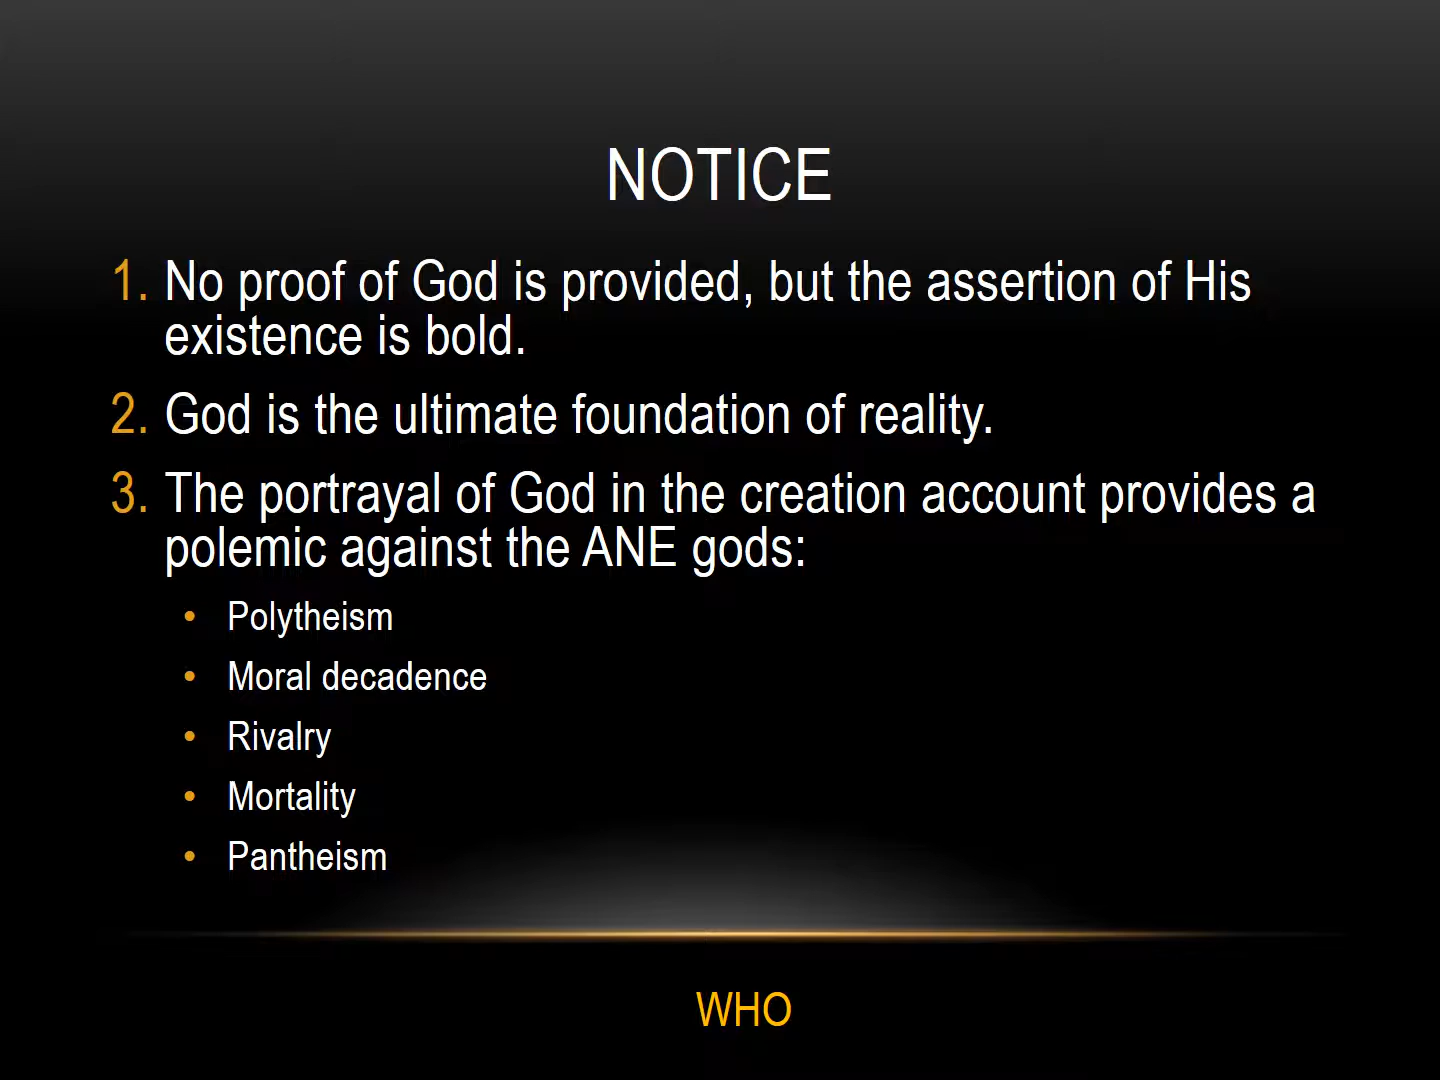 NOTICE
1. No proof of God is provided, but the assertion of His
existence is bold.
2. God is the ultimate foundation of reality.
3. The portrayal of God in the creation account provides a
polemic against the ANE gods:
• Polytheism
• Moral decadence
• Rivalry
• Mortality
• Pantheism
WHO